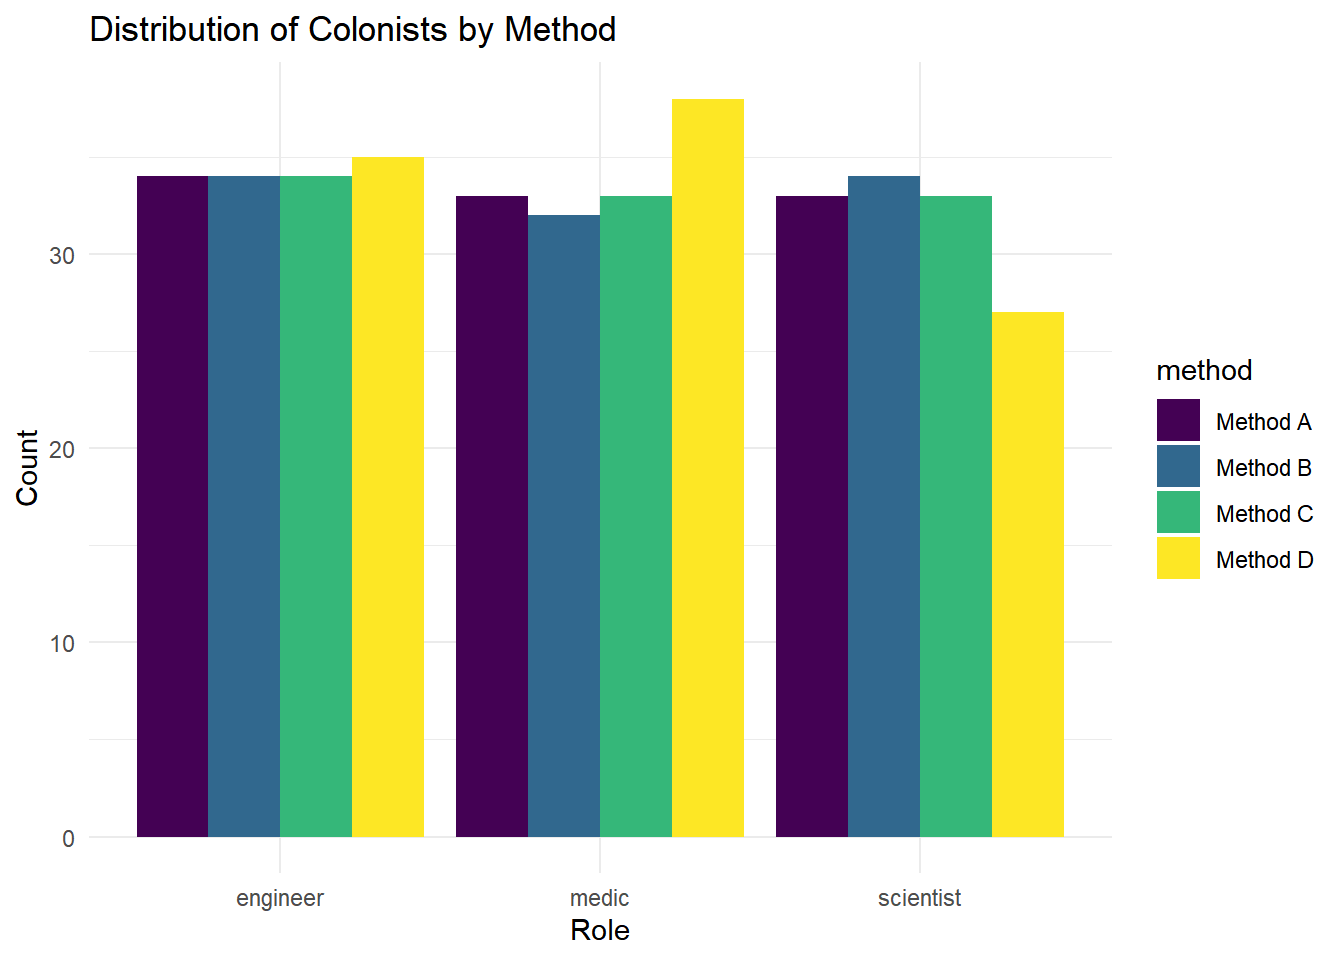 Distribution of Colonists by Method
Count
30
20
10
0
engineer
medic
scientist
Role
method
Method A
Method B
Method C
Method D